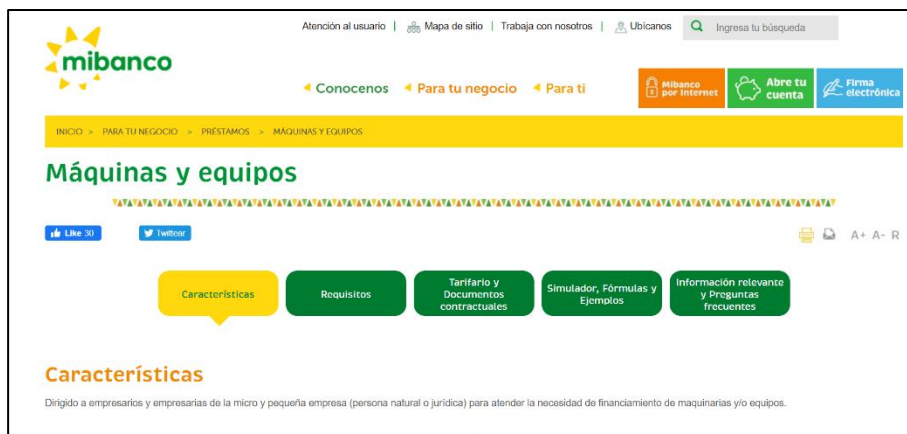 Atención al usuario | Mapa de sitio | Trabaja con nosotros | Ubicanos Ingresa tu búsqueda
mibanco
Conocenos Para tu negocio Para ti
Mibanco por Internet
Abre tu cuenta
Firma electrónica
INICIO > PARA TU NEGOCIO > PRÉSTAMOS > MÁQUINAS Y EQUIPOS
Máquinas y equipos
Like 30 Twittear A+ A- R
Características
Requisitos
Tarifario y
Documentos
contractuales
Simulador, Fórmulas y
Ejemplos
Información relevante
y Preguntas
frecuentes
Características
Dirigido a empresarios y empresarias de la micro y pequeña empresa (persona natural o jurídica) para atender la necesidad de financiamiento de maquinarias y/o equipos.